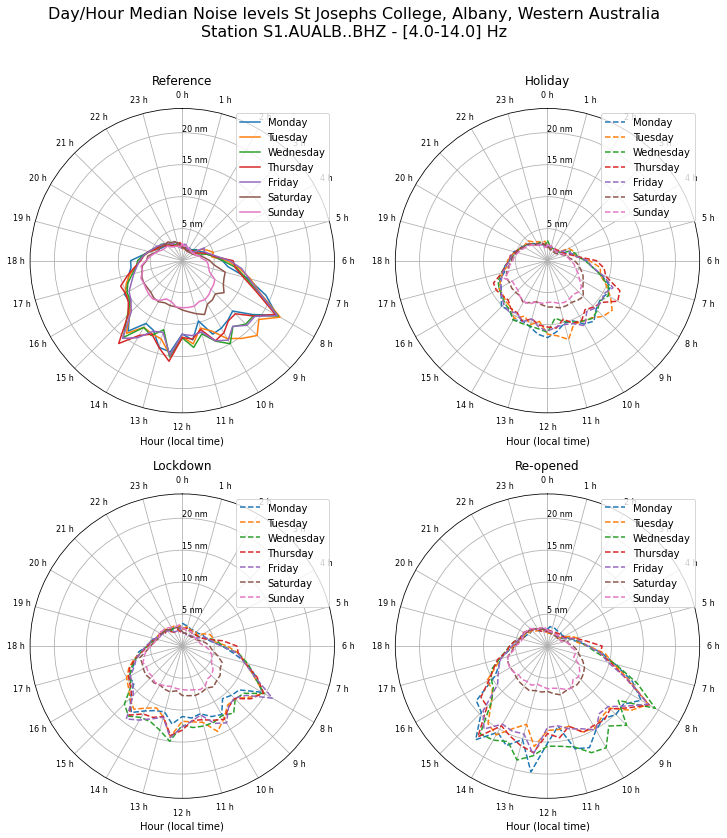 Day/Hour Median Noise levels St Josephs College, Albany, Western Australia
Station S1.AUALB..BHZ - [4.0-14.0] Hz
Reference
0 h
1 h
5 h
6 h
7 h
8 h
9 h
10 h
11 h
12 h
13 h
14 h
15 h
16 h
17 h
18 h
19 h
20 h
21 h
22 h
23 h
20 nm
15 nm
10 nm
5 nm
Monday
Tuesday
Wednesday
Thursday
Friday
Saturday
Sunday
Hour (local time)
Holiday
0 h
1 h
5 h
6 h
7 h
8 h
9 h
10 h
11 h
12 h
13 h
14 h
15 h
16 h
17 h
18 h
19 h
20 h
21 h
22 h
23 h
20 nm
15 nm
10 nm
5 nm
Monday
Tuesday
Wednesday
Thursday
Friday
Saturday
Sunday
Hour (local time)
Lockdown
0 h
1 h
5 h
6 h
7 h
8 h
9 h
10 h
11 h
12 h
13 h
14 h
15 h
16 h
17 h
18 h
19 h
20 h
21 h
22 h
23 h
20 nm
15 nm
10 nm
5 nm
Monday
Tuesday
Wednesday
Thursday
Friday
Saturday
Sunday
Hour (local time)
Re-opened
0 h
1 h
5 h
6 h
7 h
8 h
9 h
10 h
11 h
12 h
13 h
14 h
15 h
16 h
17 h
18 h
19 h
20 h
21 h
22 h
23 h
20 nm
15 nm
10 nm
5 nm
Monday
Tuesday
Wednesday
Thursday
Friday
Saturday
Sunday
Hour (local time)